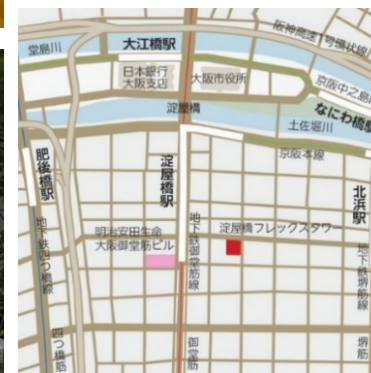 阪神高速1号環状線
堂島川
大江橋駅
日本銀行
大阪支店
大阪市役所
京阪中之島
なにわ橋駅
淀屋橋
土佐堀川
京阪本線
肥後橋駅
淀屋橋駅
北浜駅
地下鉄四つ橋線
明治安田生命
大阪御堂筋ビル
地下鉄御堂筋線
淀屋橋フレックスタワー
地下鉄堺筋線
四つ橋筋
御堂筋
堺筋